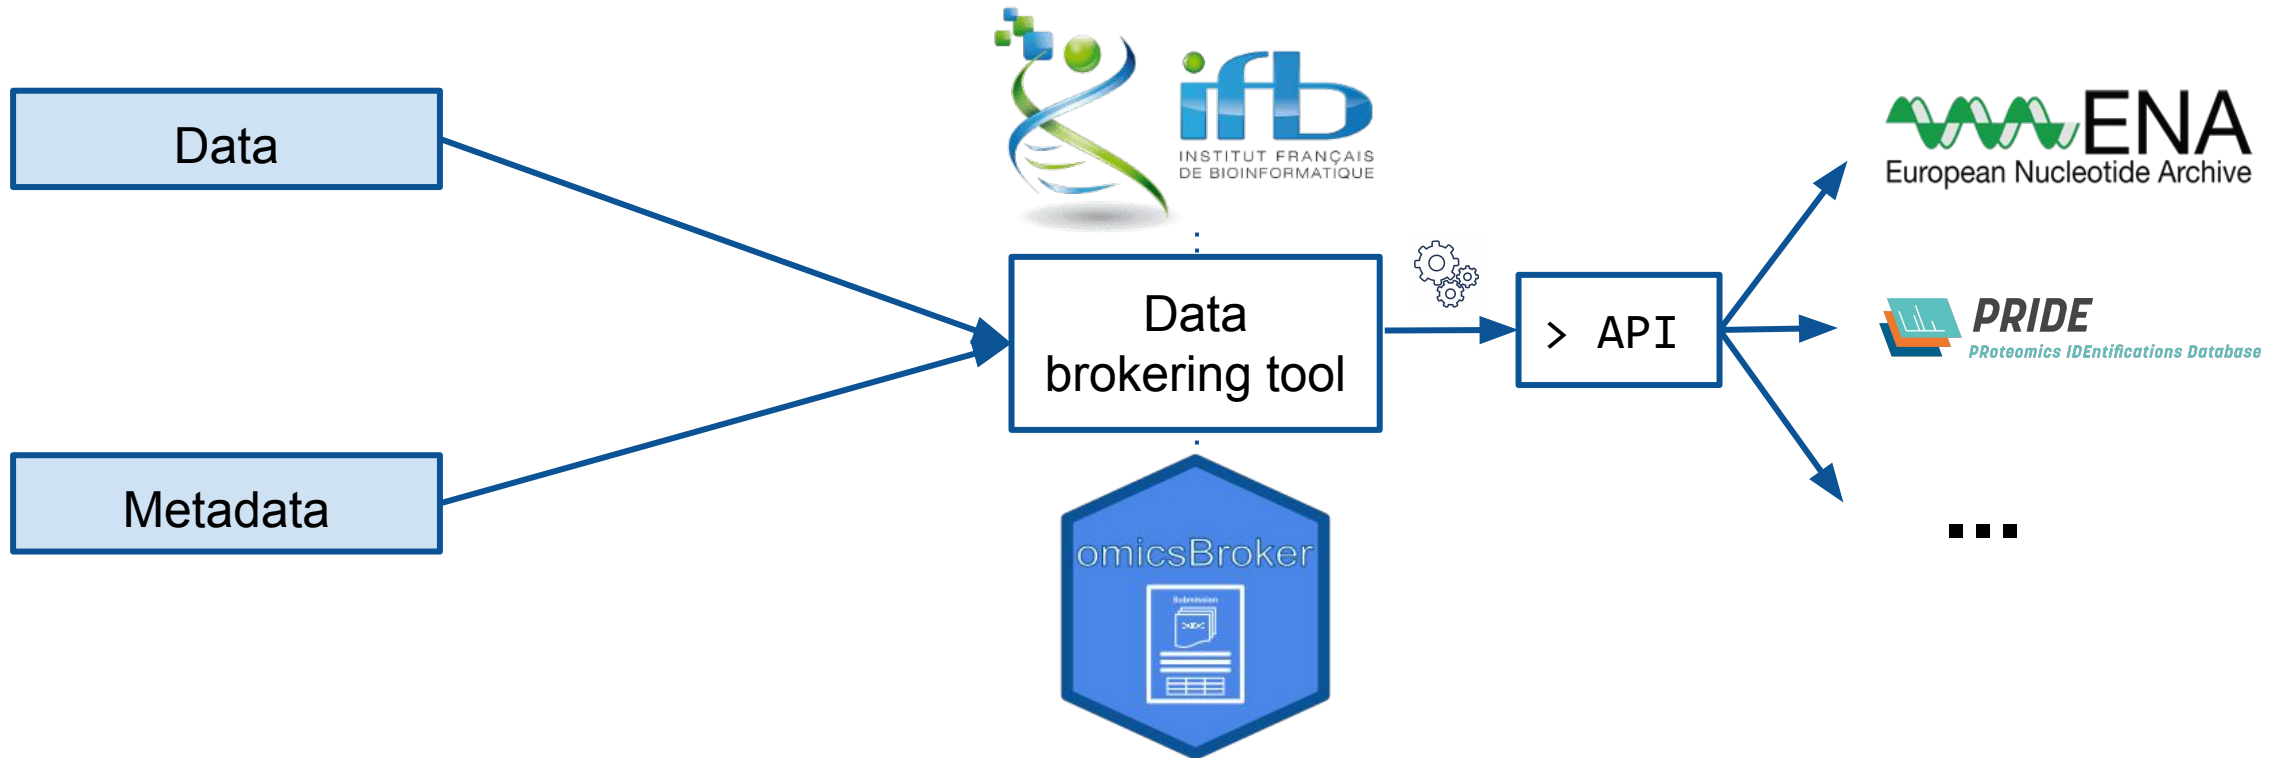 Data
Metadata
ifb
INSTITUT FRANÇAIS
DE BIOINFORMATIQUE
Data
brokering tool
omicsBroker
Submission
> API
ENA
European Nucleotide Archive
PRIDE
PRoteomics IDEntifications Database
...